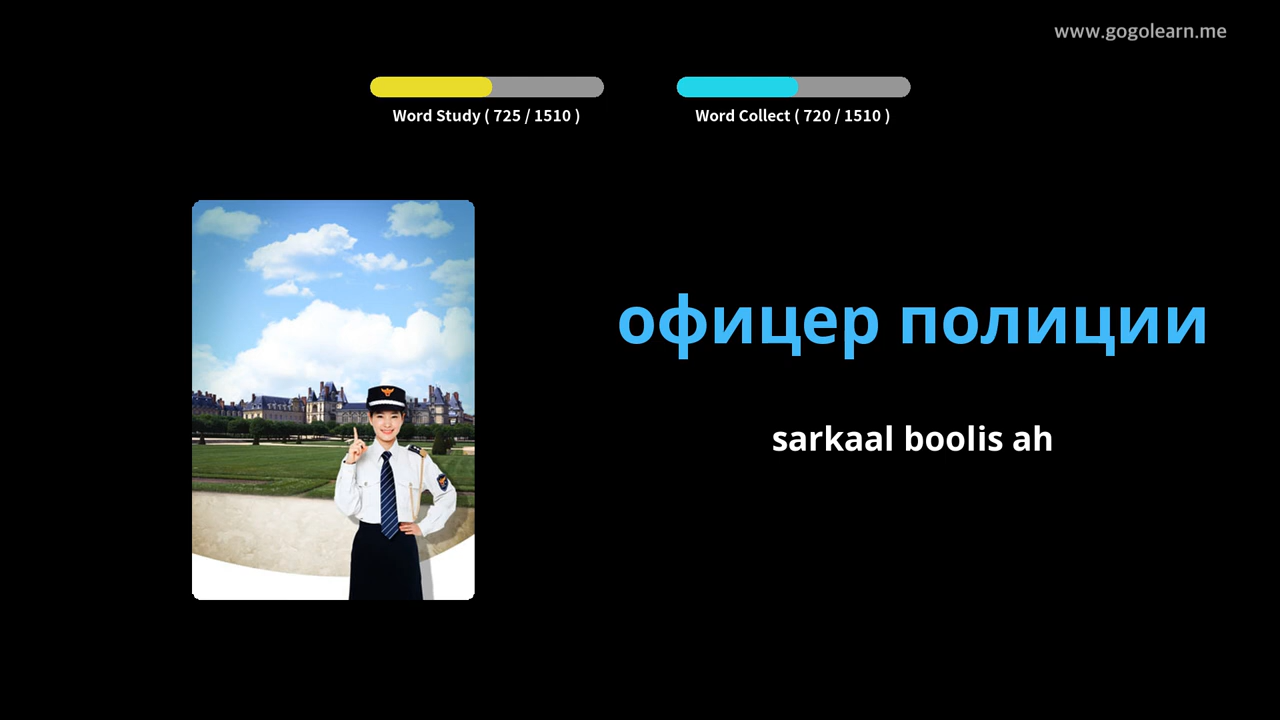 www.gogolearn.me
Word Study ( 725 / 1510 )
Word Collect ( 720 / 1510 )
офицер полиции
sarkaal boolis ah